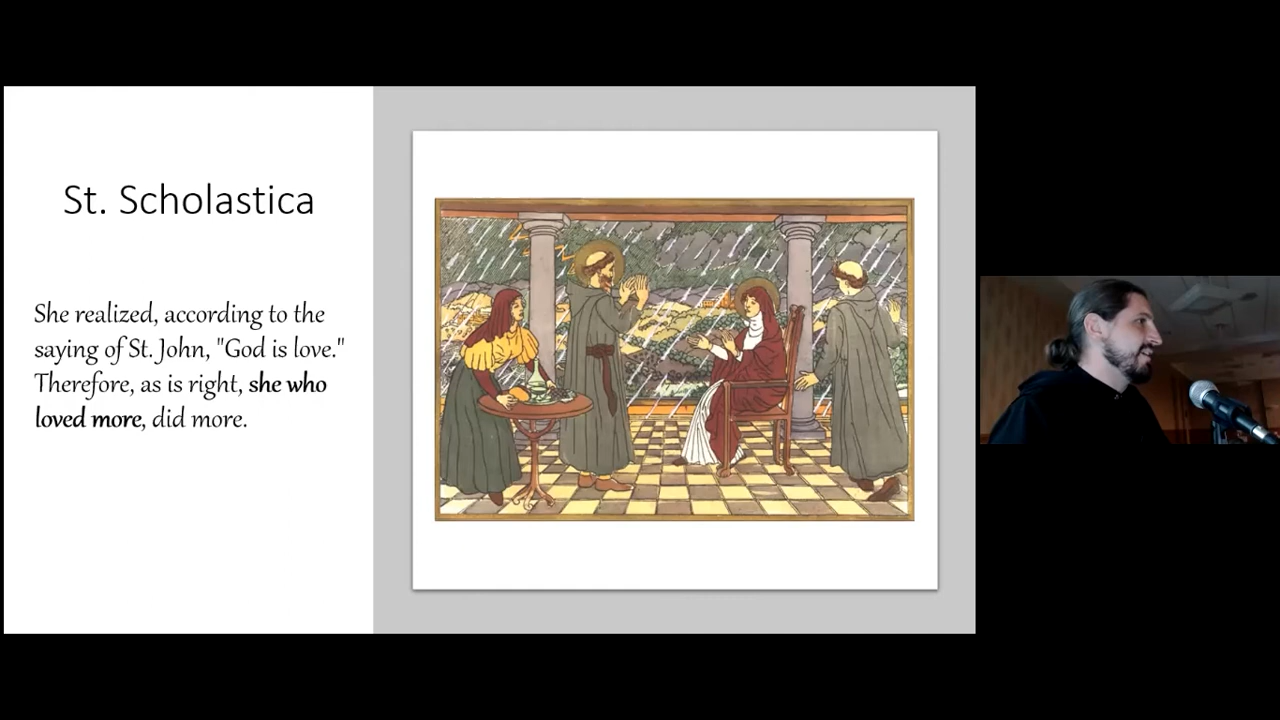 St. Scholastica
She realized, according to the
saying of St. John, "God is love."
Therefore, as is right, she who
loved more, did more.